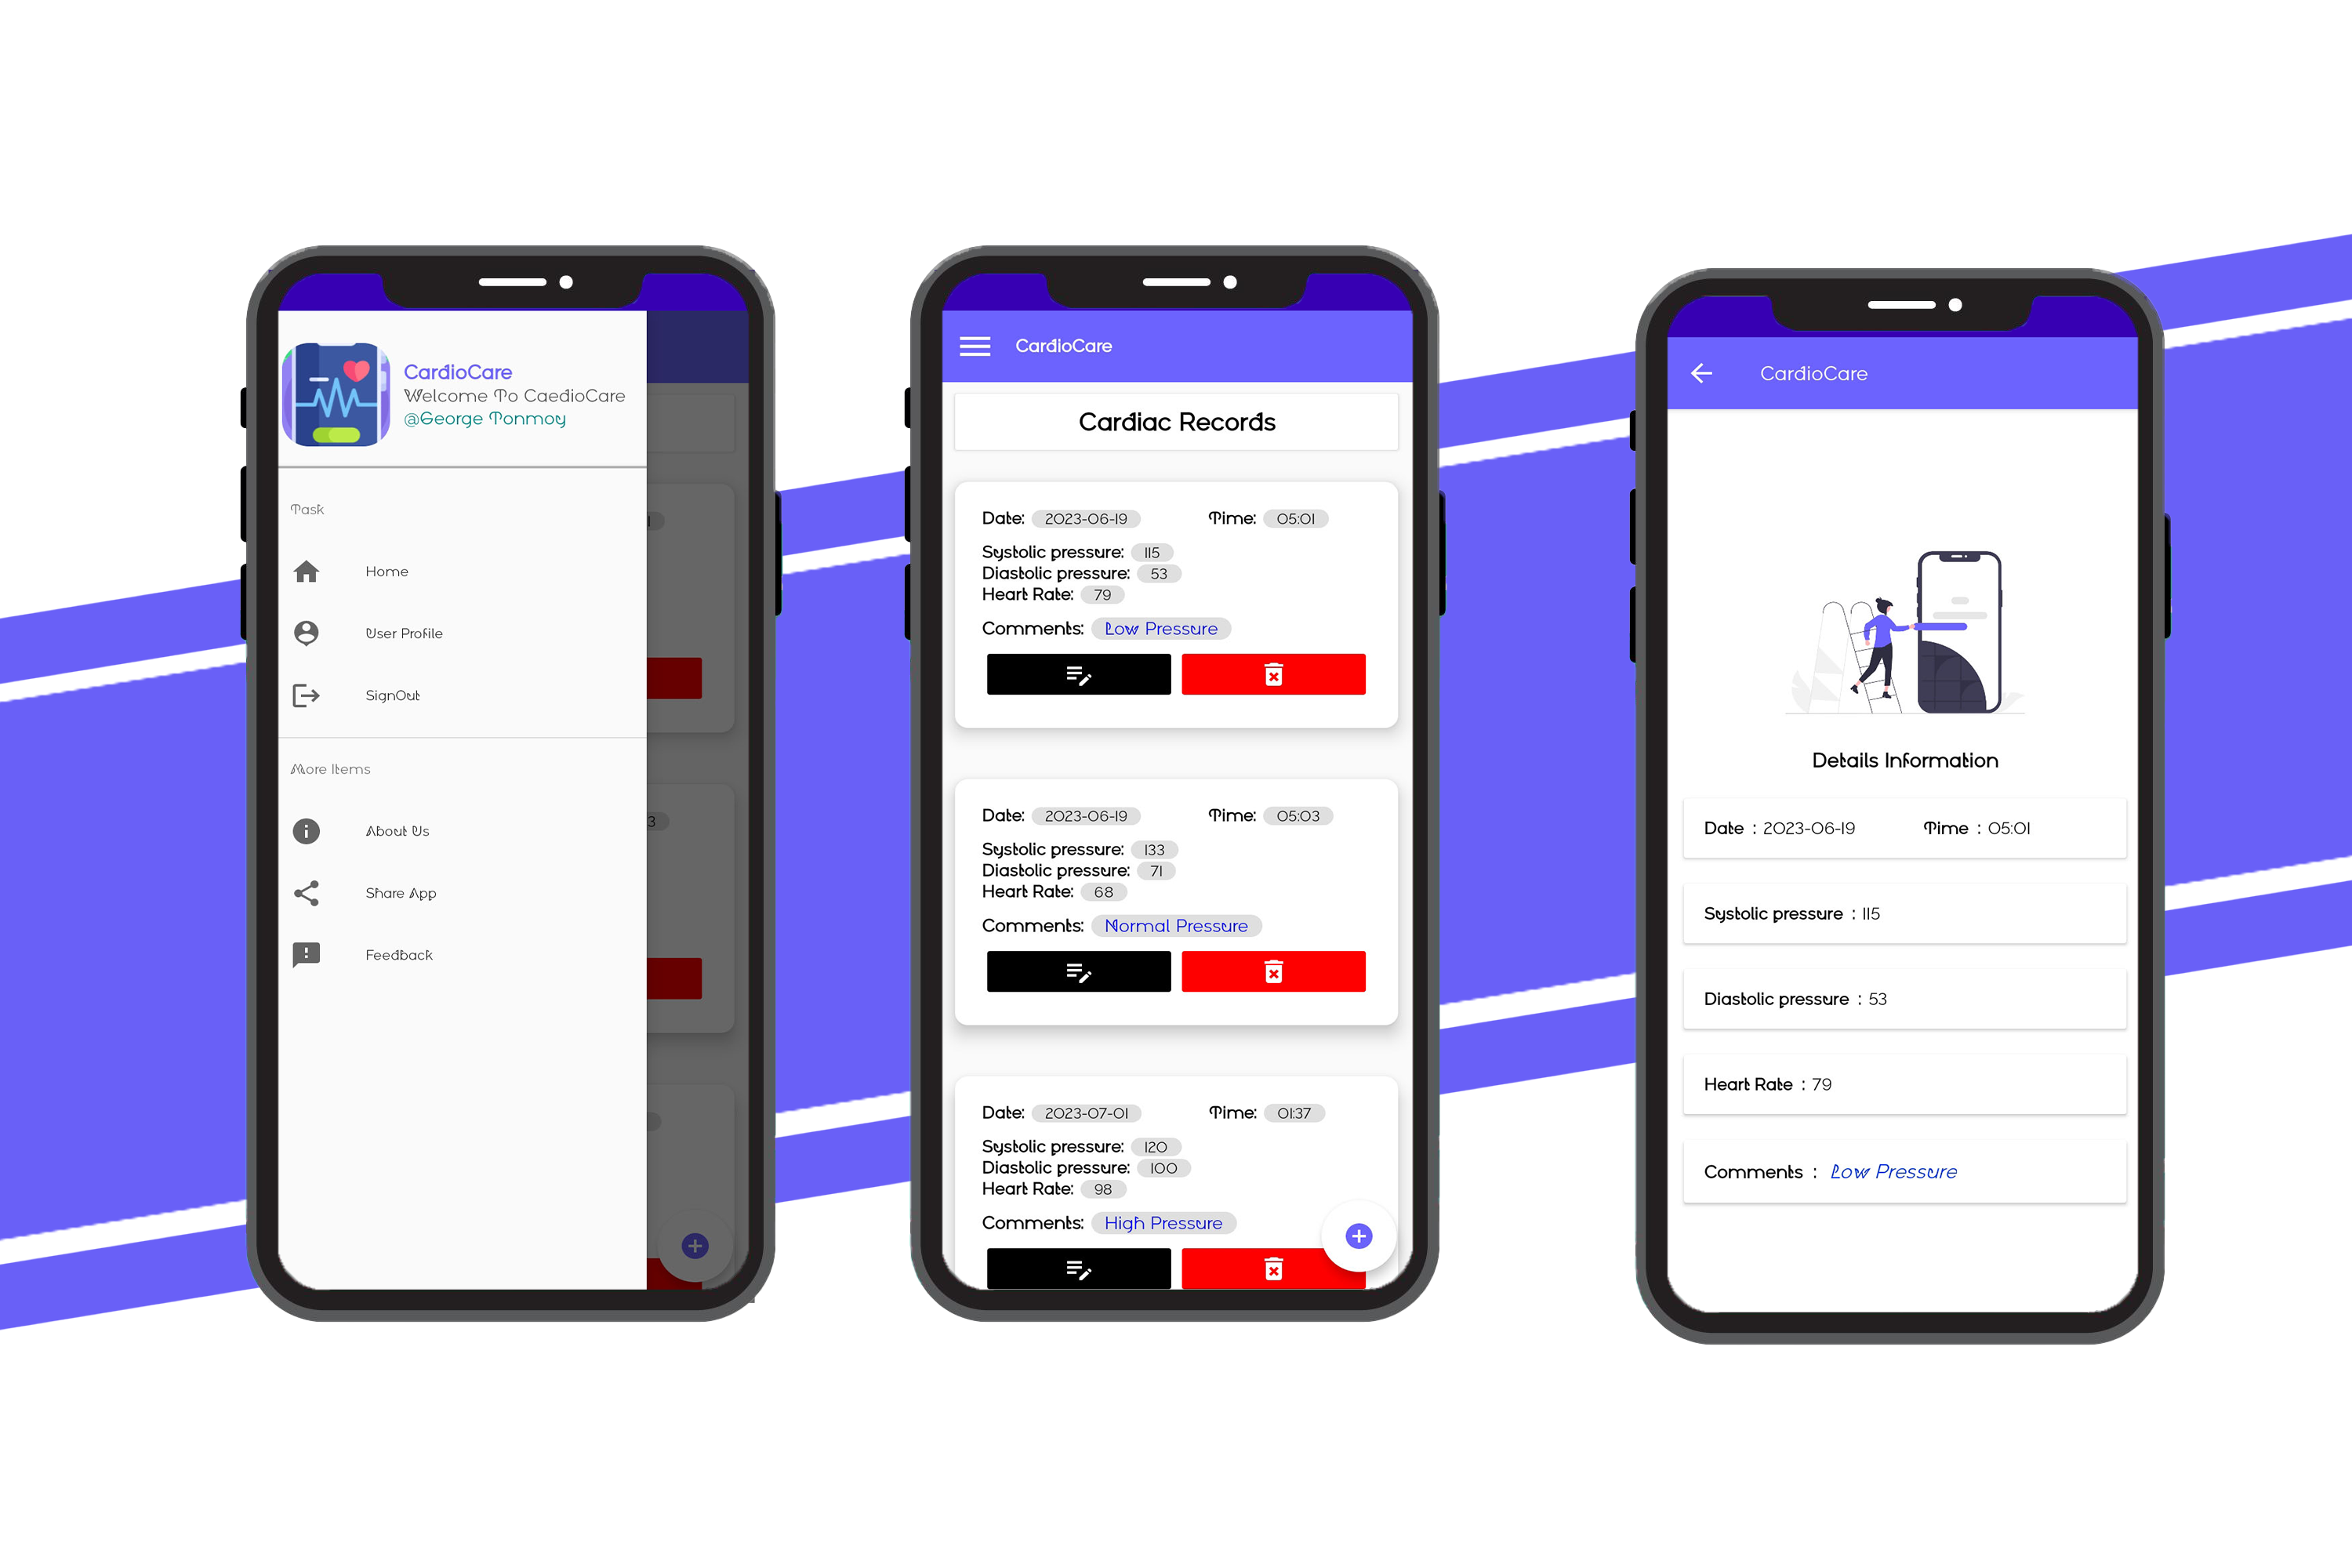 CardioCare
Welcome To CaedioCare
@George Tonmoy
Task
Home
User Profile
SignOut
More Items
About Us
Share App
Feedback
1
3
CardioCare
Cardiac Records
Date: 2023-06-19 Time: 05:01
Systolic pressure: 115
Diastolic pressure: 53
Heart Rate: 79
Comments: Low Pressure
Date: 2023-06-19 Time: 05:03
Systolic pressure: 133
Diastolic pressure: 71
Heart Rate: 68
Comments: Normal Pressure
Date: 2023-07-01 Time: 01:37
Systolic pressure: 120
Diastolic pressure: 100
Heart Rate: 98
Comments: High Pressure
CardioCare
Details Information
Date : 2023-06-19 Time : 05:01
Systolic pressure : 115
Diastolic pressure : 53
Heart Rate : 79
Comments : Low Pressure